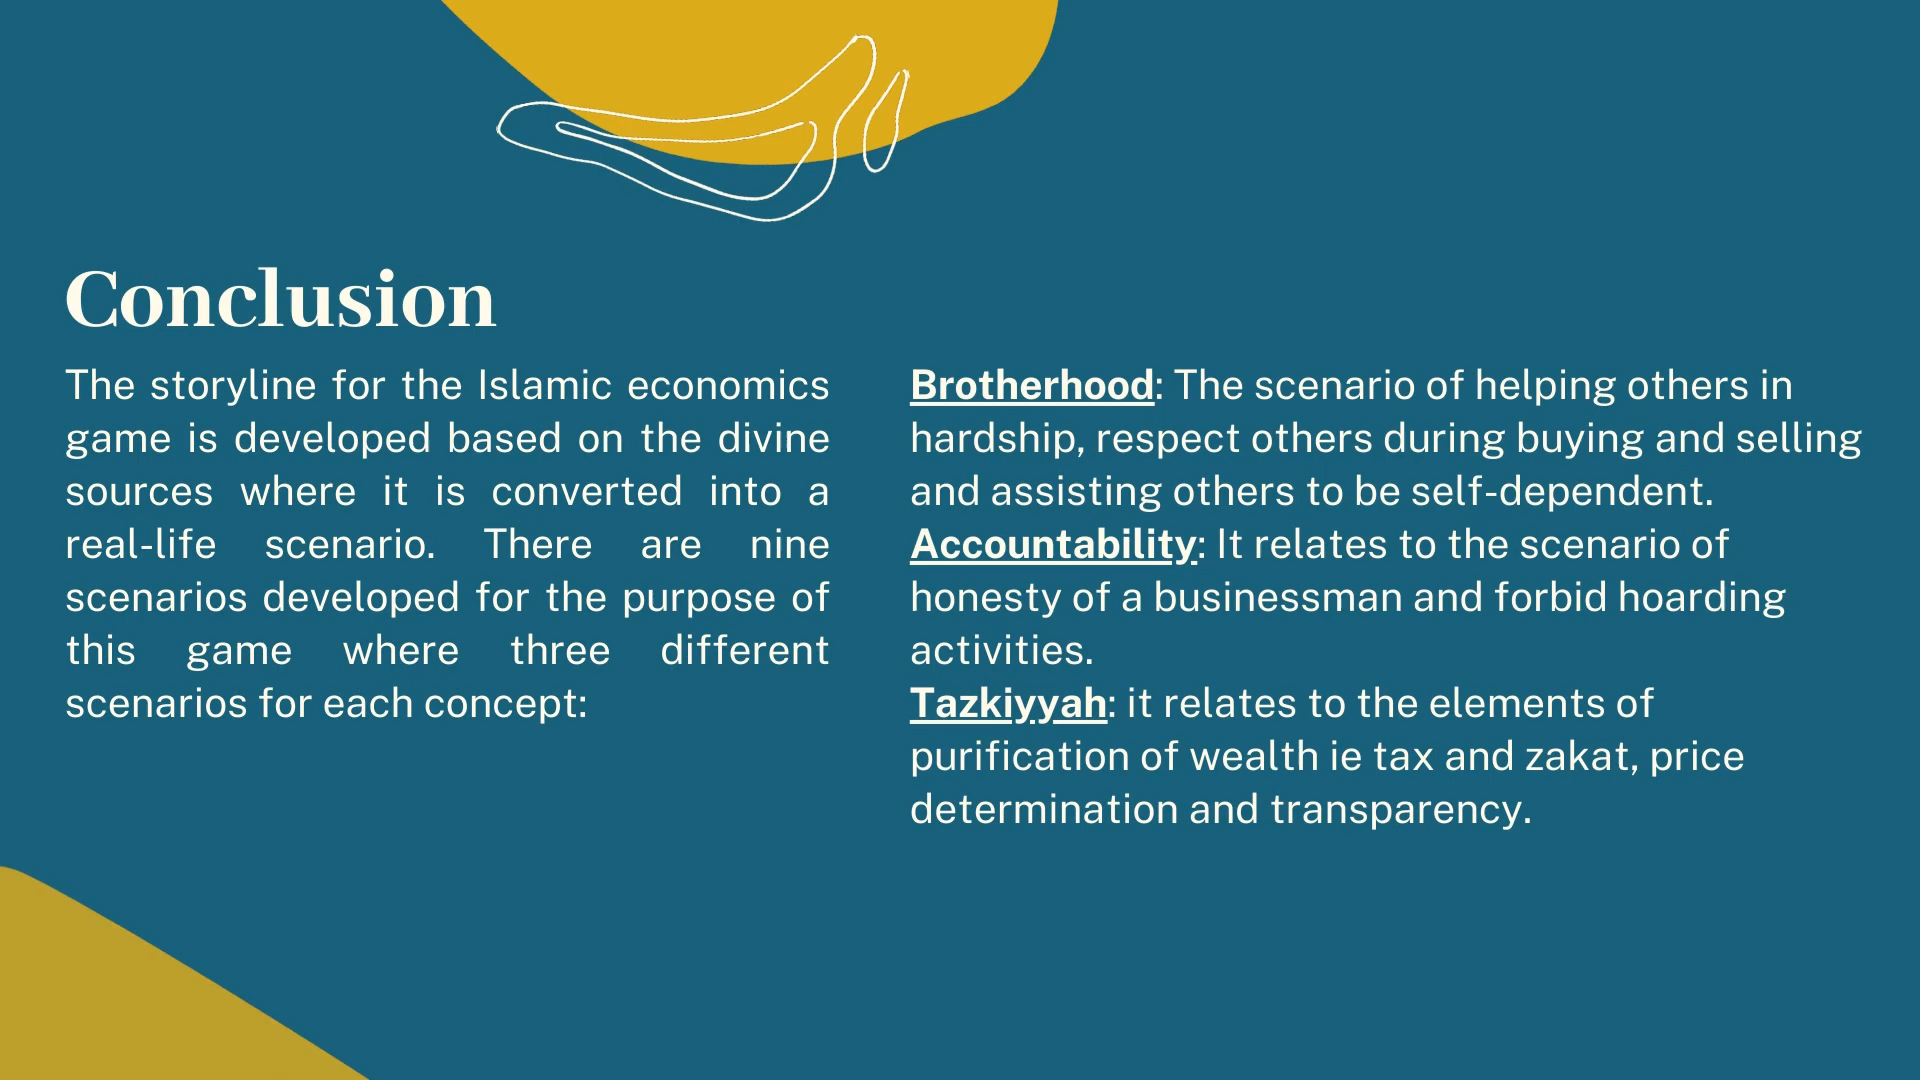 Conclusion
The storyline for the Islamic economics
game is developed based on the divine
sources where it is converted into a
real-life scenario. There are nine
scenarios developed for the purpose of
this game where three different
scenarios for each concept:
Brotherhood: The scenario of helping others in
hardship, respect others during buying and selling
and assisting others to be self-dependent.
Accountability: It relates to the scenario of
honesty of a businessman and forbid hoarding
activities.
Tazkiyyah: it relates to the elements of
purification of wealth ie tax and zakat, price
determination and transparency.